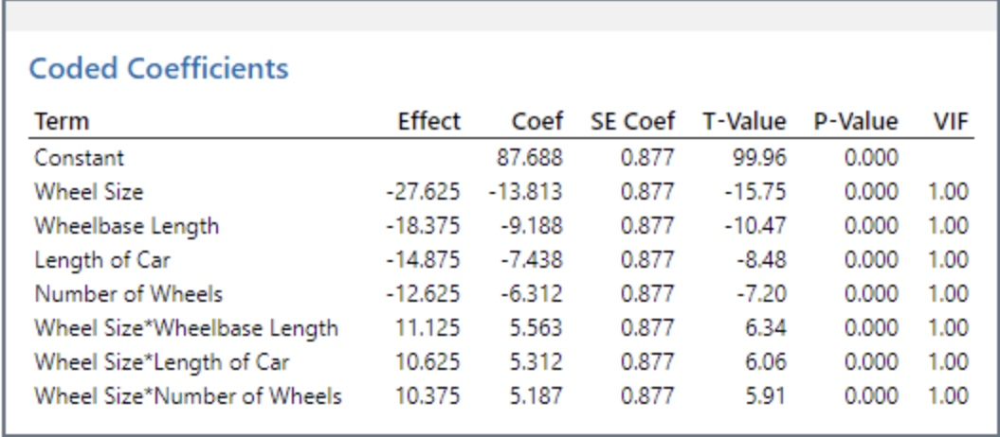 Coded Coefficients
Term Effect Coef SE Coef T-Value P-Value VIF
Constant 87.688 0.877 99.96 0.000
Wheel Size -27.625 -13.813 0.877 -15.75 0.000 1.00
Wheelbase Length -18.375 -9.188 0.877 -10.47 0.000 1.00
Length of Car -14.875 -7.438 0.877 -8.48 0.000 1.00
Number of Wheels -12.625 -6.312 0.877 -7.20 0.000 1.00
Wheel Size*Wheelbase Length 11.125 5.563 0.877 6.34 0.000 1.00
Wheel Size*Length of Car 10.625 5.312 0.877 6.06 0.000 1.00
Wheel Size*Number of Wheels 10.375 5.187 0.877 5.91 0.000 1.00